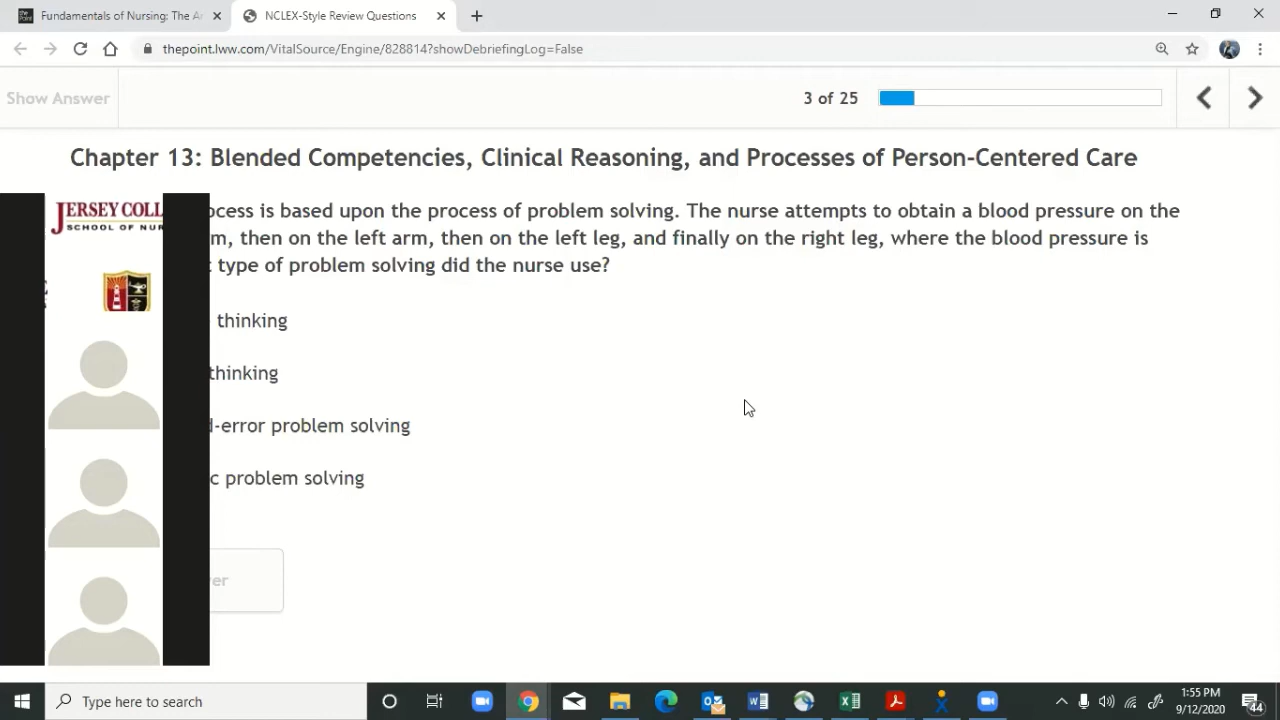 Fundamentals of Nursing: The Ar
NCLEX-Style Review Questions
thepoint.lww.com/VitalSource/Engine/828814?showDebriefingLog=False
Show Answer
3 of 25
Chapter 13: Blended Competencies, Clinical Reasoning, and Processes of Person-Centered Care
JERSEY COLL
SCHOOL OF NUR
ocess is based upon the process of problem solving. The nurse attempts to obtain a blood pressure on the
m, then on the left arm, then on the left leg, and finally on the right leg, where the blood pressure is
type of problem solving did the nurse use?
thinking
thinking
d-error problem solving
c problem solving
ver
Type here to search
1:55 PM
9/12/2020
44